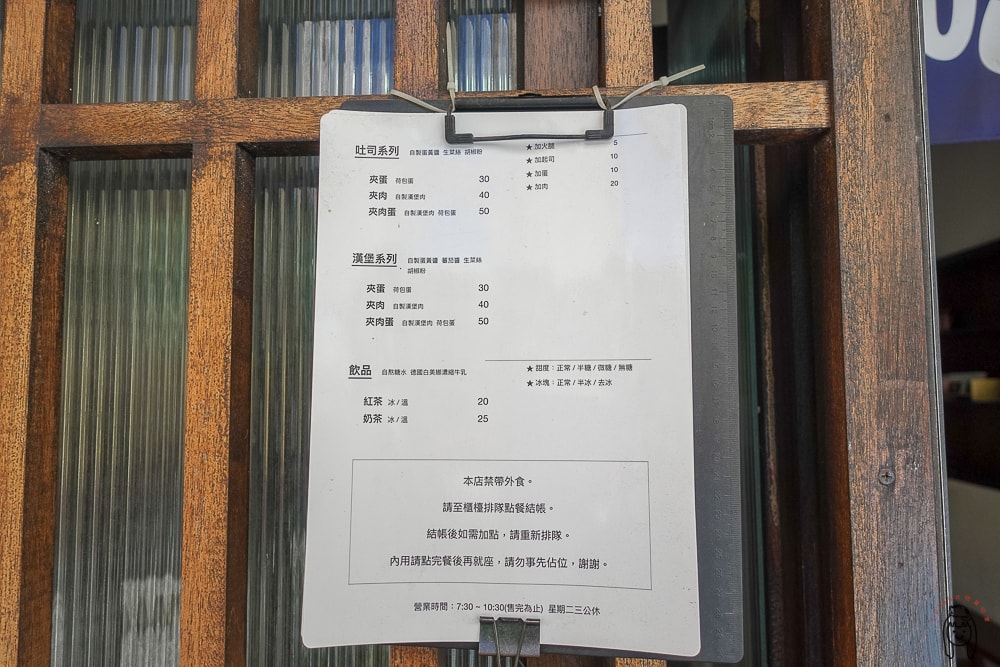 吐司系列 自製蛋黃醬 生菜絲 胡椒粉
夾蛋 荷包蛋 30
夾肉 自製漢堡肉 40
夾肉蛋 自製漢堡肉 荷包蛋 50
★ 加火腿 5
★ 加起司 10
★ 加蛋 10
★ 加肉 20
漢堡系列 自製蛋黃醬 蕃茄醬 生菜絲
胡椒粉
夾蛋 荷包蛋 30
夾肉 自製漢堡肉 40
夾肉蛋 自製漢堡肉 荷包蛋 50
飲品 自熬糖水 德國白美娜濃縮牛乳
紅茶 冰 / 溫 20
奶茶 冰 / 溫 25
★ 甜度：正常 / 半糖 / 微糖 / 無糖
★ 冰塊：正常 / 半冰 / 去冰
本店禁帶外食。
請至櫃檯排隊點餐結帳。
結帳後如需加點，請重新排隊。
內用請點完餐後再就座，請勿事先佔位，謝謝。
營業時間：7:30 ~ 10:30(售完為止) 星期二三公休